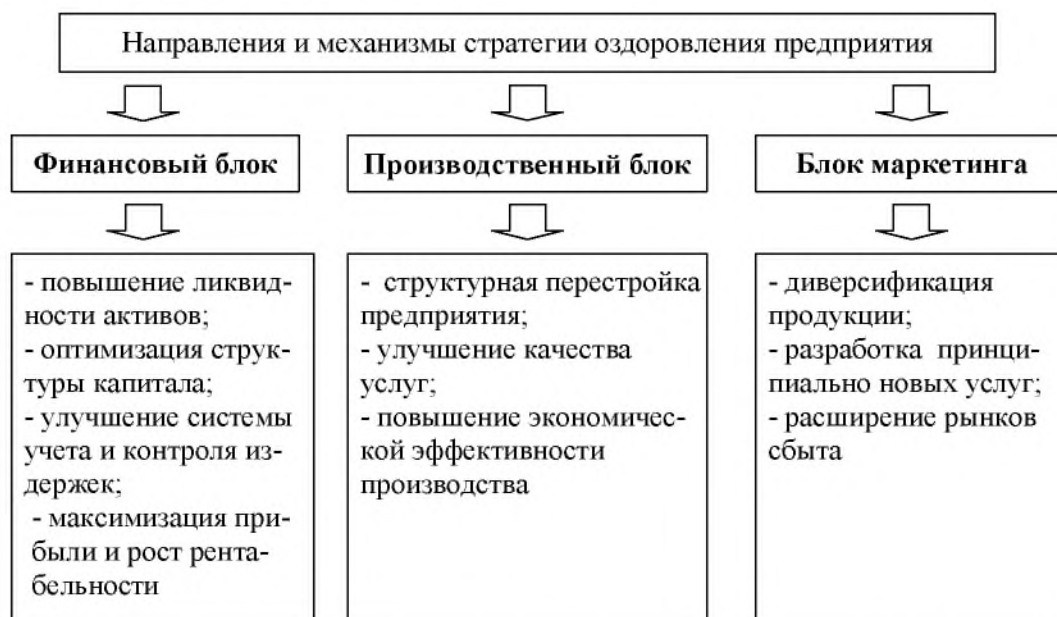 Направления и механизмы стратегии оздоровления предприятия
Финансовый блок
Производственный блок
Блок маркетинга
- повышение ликвид-
ности активов;
- оптимизация струк-
туры капитала;
- улучшение системы
учета и контроля из-
держек;
- максимизация при-
были и рост рента-
бельности
- структурная перестройка
предприятия;
- улучшение качества
услуг;
- повышение экономичес-
кой эффективности
производства
- диверсификация
продукции;
- разработка принци-
пиально новых услуг;
- расширение рынков
сбыта